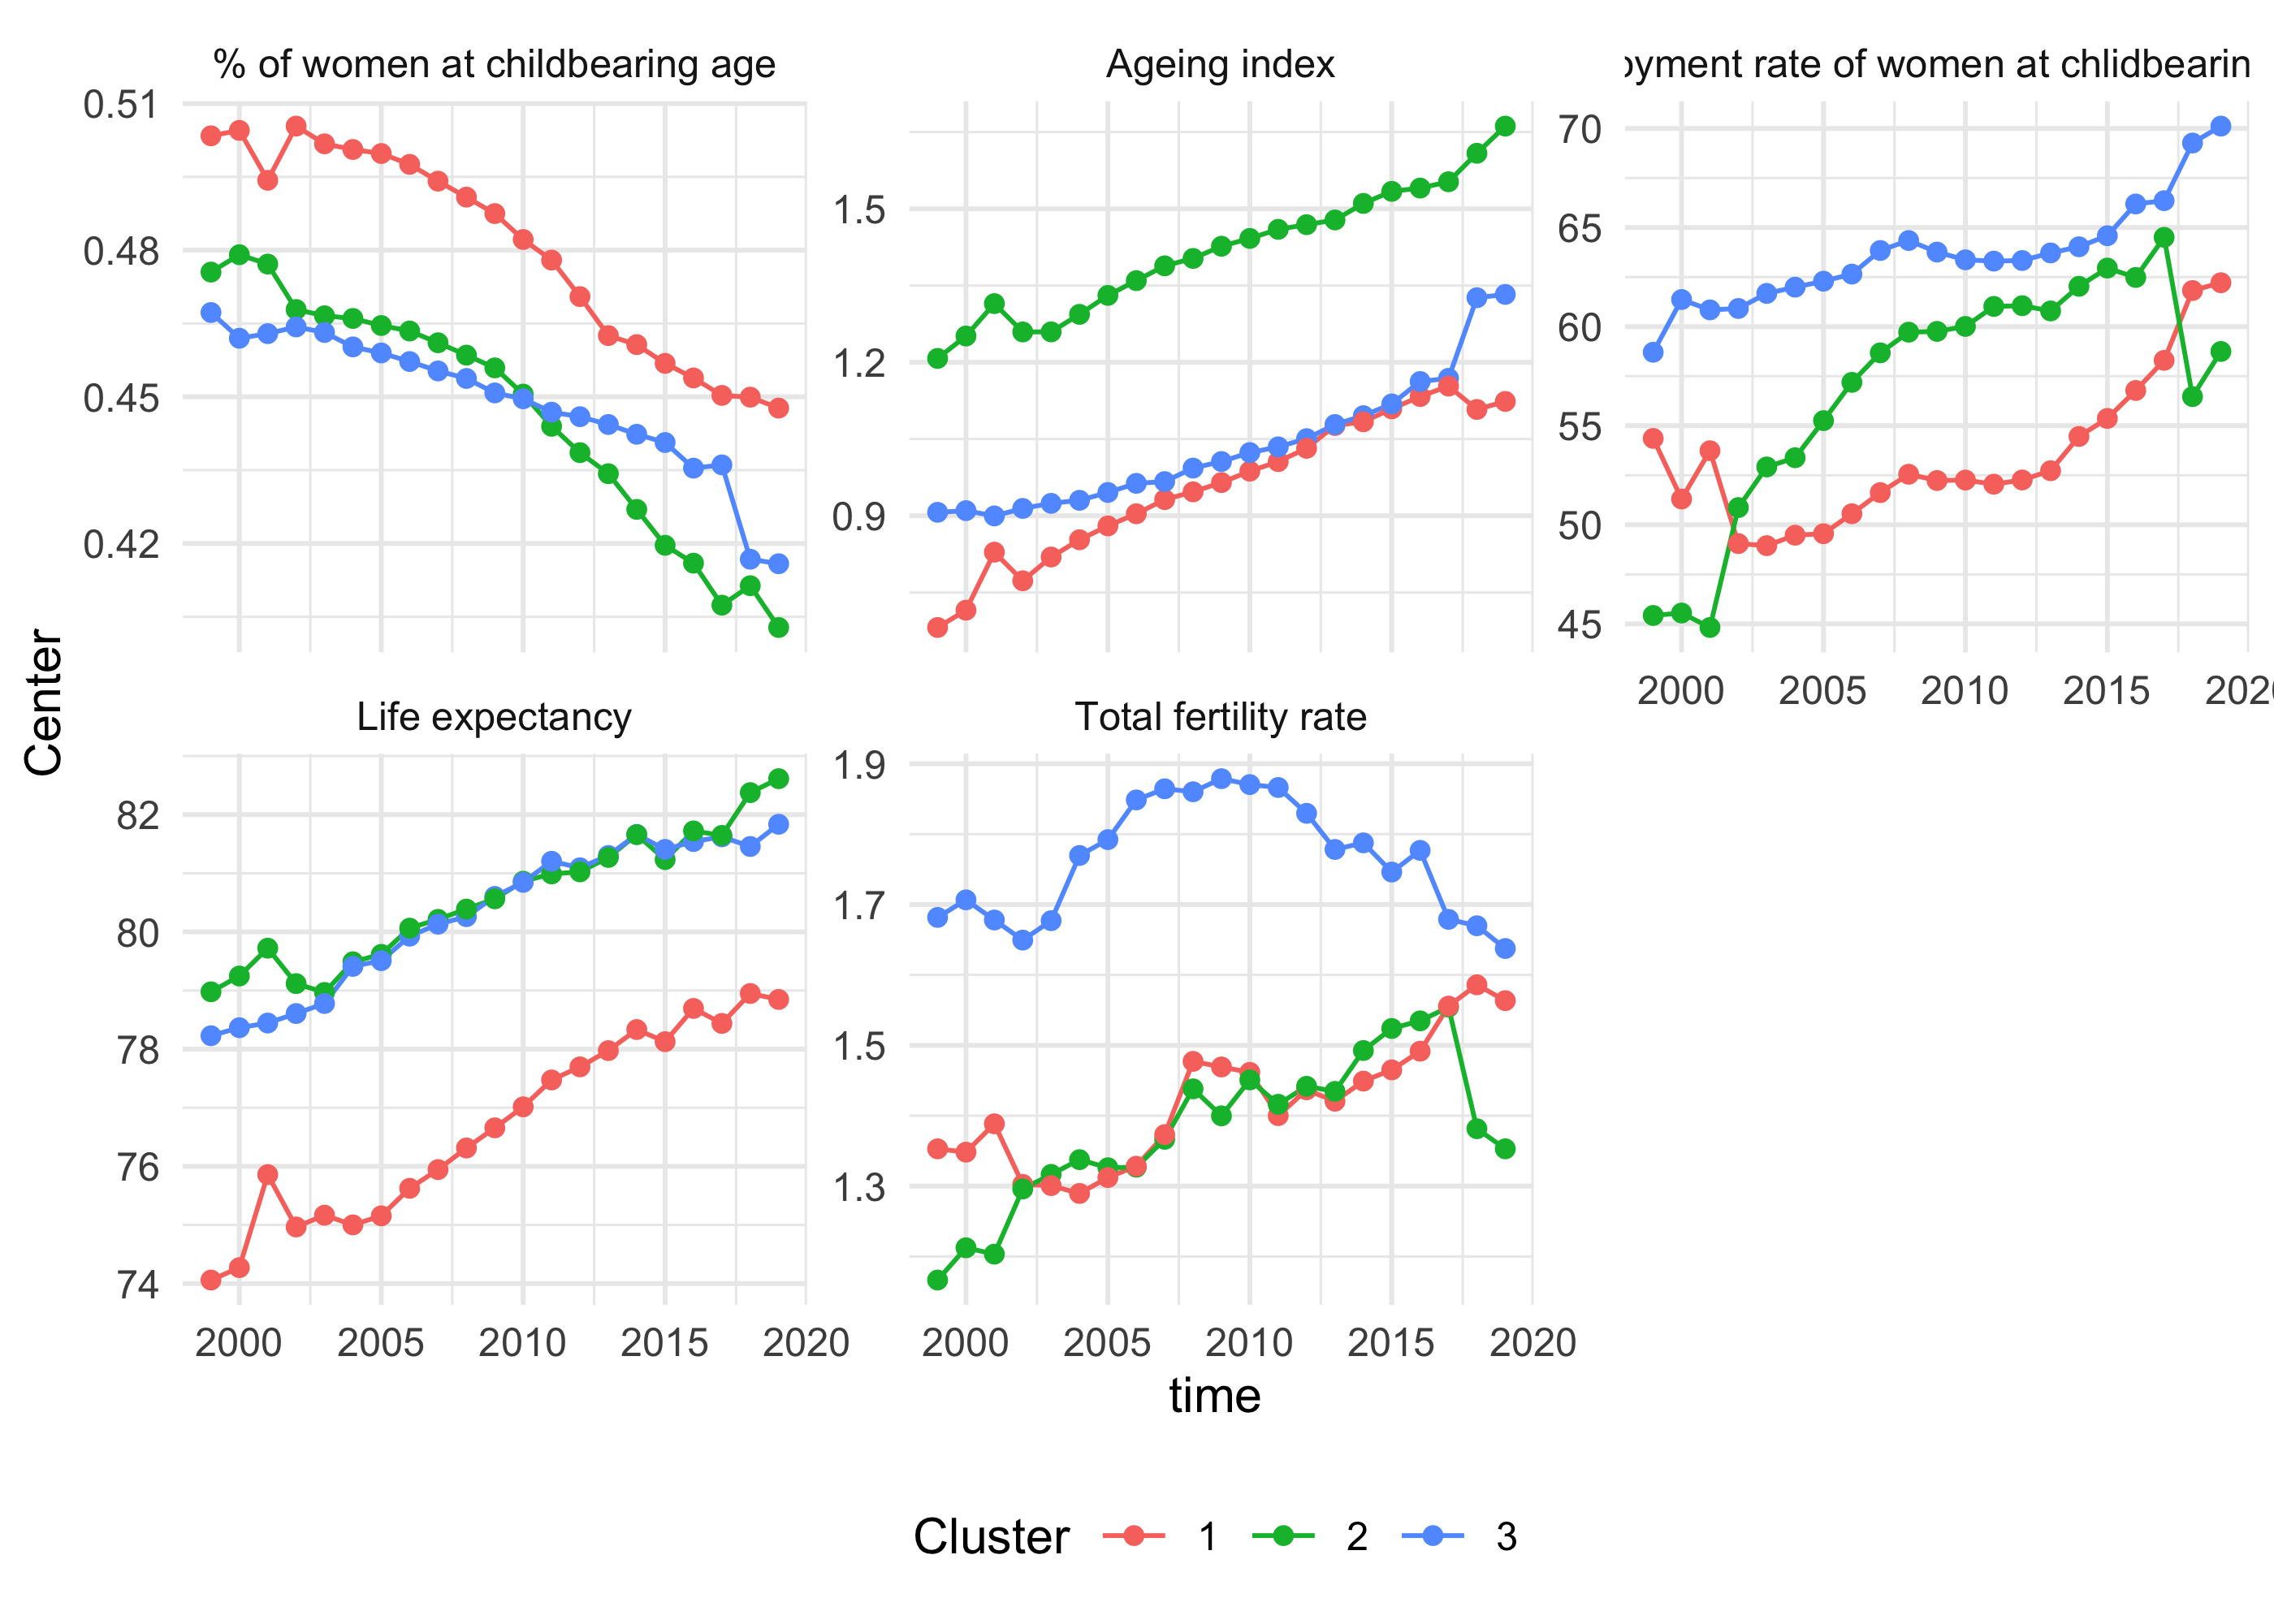 % of women at childbearing age
Ageing index
yment rate of women at chlidbearin
0.51
0.48
0.45
0.42
1.5
1.2
0.9
70
65
60
55
50
45
2000 2005 2010 2015 202
Center
Life expectancy
Total fertility rate
82
80
78
76
74
1.9
1.7
1.5
1.3
2000 2005 2010 2015 2020
2000 2005 2010 2015 2020
time
Cluster 1 2 3